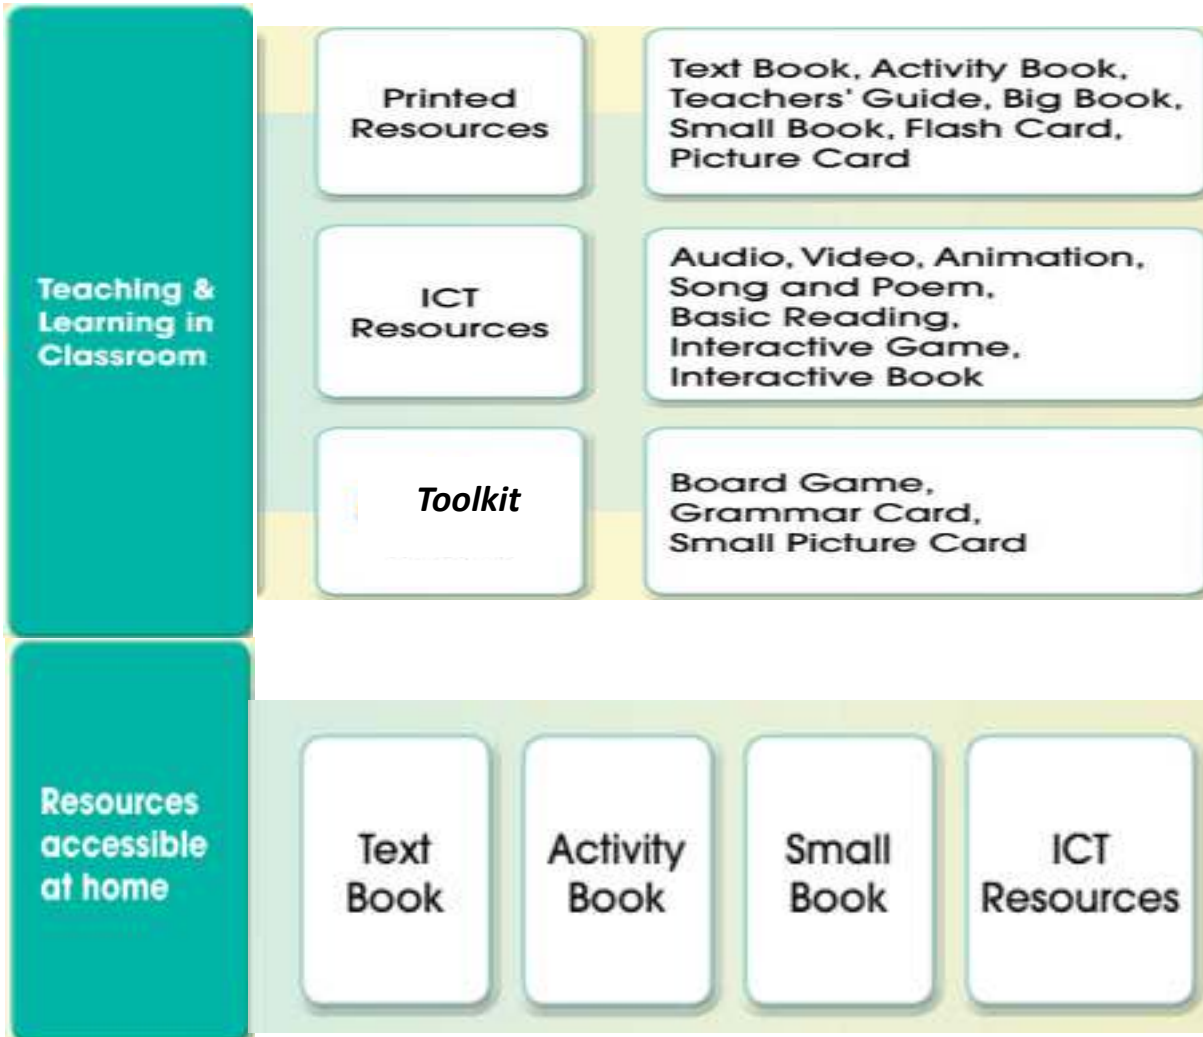 Teaching &
Learning in
Classroom
Printed
Resources
Text Book, Activity Book,
Teachers' Guide, Big Book,
Small Book, Flash Card,
Picture Card
ICT
Resources
Audio, Video, Animation,
Song and Poem,
Basic Reading,
Interactive Game,
Interactive Book
Toolkit
Board Game,
Grammar Card,
Small Picture Card
Resources
accessible
at home
Text
Book
Activity
Book
Small
Book
ICT
Resources